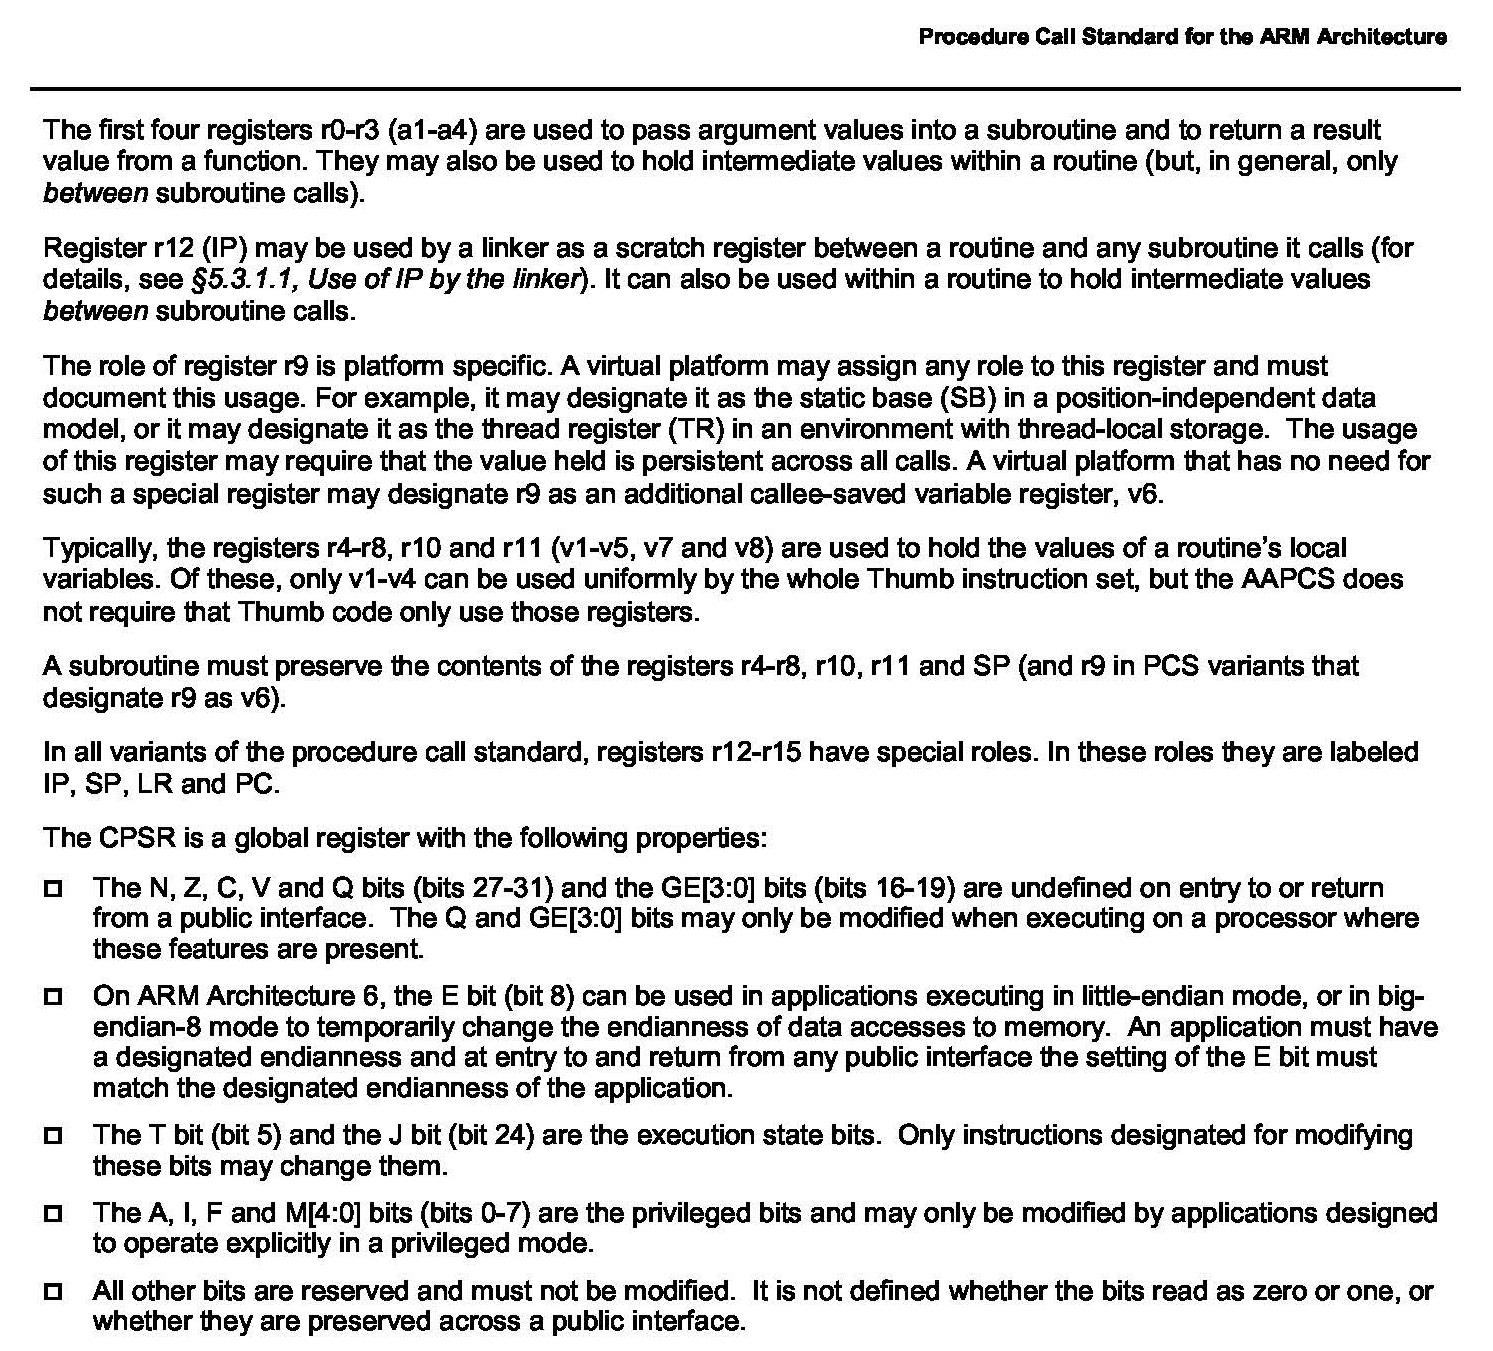 Procedure Call Standard for the ARM Architecture
The first four registers r0-r3 (a1-a4) are used to pass argument values into a subroutine and to return a result
value from a function. They may also be used to hold intermediate values within a routine (but, in general, only
between subroutine calls).
Register r12 (IP) may be used by a linker as a scratch register between a routine and any subroutine it calls (for
details, see §5.3.1.1, Use of IP by the linker). It can also be used within a routine to hold intermediate values
between subroutine calls.
The role of register r9 is platform specific. A virtual platform may assign any role to this register and must
document this usage. For example, it may designate it as the static base (SB) in a position-independent data
model, or it may designate it as the thread register (TR) in an environment with thread-local storage.  The usage
of this register may require that the value held is persistent across all calls. A virtual platform that has no need for
such a special register may designate r9 as an additional callee-saved variable register, v6.
Typically, the registers r4-r8, r10 and r11 (v1-v5, v7 and v8) are used to hold the values of a routine’s local
variables. Of these, only v1-v4 can be used uniformly by the whole Thumb instruction set, but the AAPCS does
not require that Thumb code only use those registers.
A subroutine must preserve the contents of the registers r4-r8, r10, r11 and SP (and r9 in PCS variants that
designate r9 as v6).
In all variants of the procedure call standard, registers r12-r15 have special roles. In these roles they are labeled
IP, SP, LR and PC.
The CPSR is a global register with the following properties:
The N, Z, C, V and Q bits (bits 27-31) and the GE[3:0] bits (bits 16-19) are undefined on entry to or return
from a public interface.  The Q and GE[3:0] bits may only be modified when executing on a processor where
these features are present.
On ARM Architecture 6, the E bit (bit 8) can be used in applications executing in little-endian mode, or in big-
endian-8 mode to temporarily change the endianness of data accesses to memory.  An application must have
a designated endianness and at entry to and return from any public interface the setting of the E bit must
match the designated endianness of the application.
The T bit (bit 5) and the J bit (bit 24) are the execution state bits.  Only instructions designated for modifying
these bits may change them.
The A, I, F and M[4:0] bits (bits 0-7) are the privileged bits and may only be modified by applications designed
to operate explicitly in a privileged mode.
All other bits are reserved and must not be modified.  It is not defined whether the bits read as zero or one, or
whether they are preserved across a public interface.